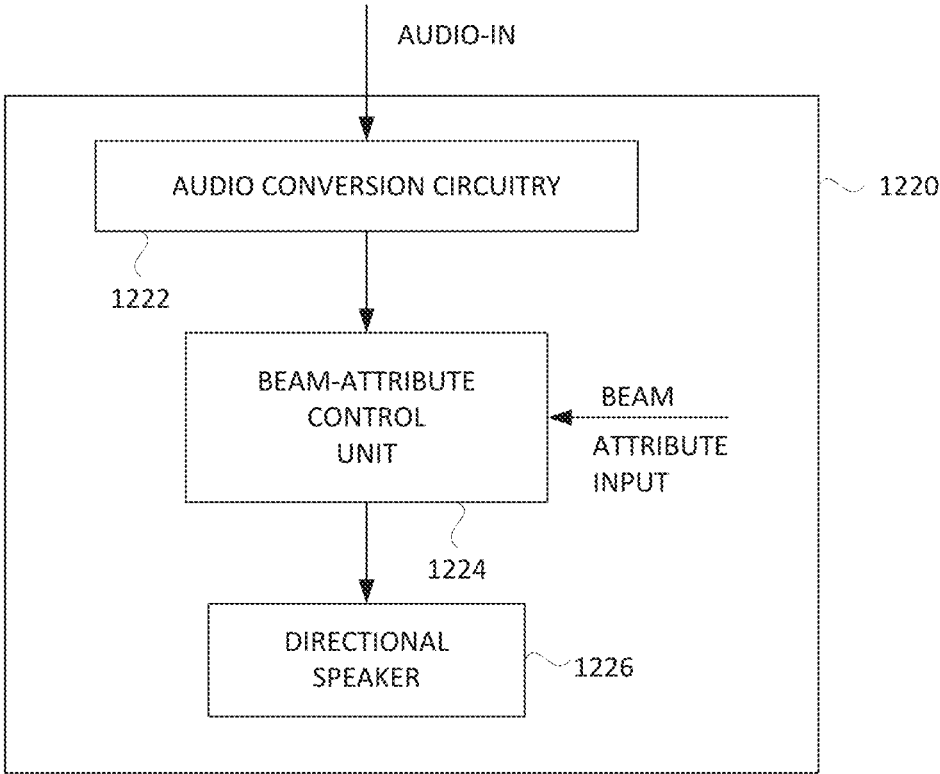 AUDIO-IN
AUDIO CONVERSION CIRCUITRY
1220
1222
BEAM-ATTRIBUTE
CONTROL
UNIT
BEAM
ATTRIBUTE
INPUT
1224
DIRECTIONAL
SPEAKER
1226